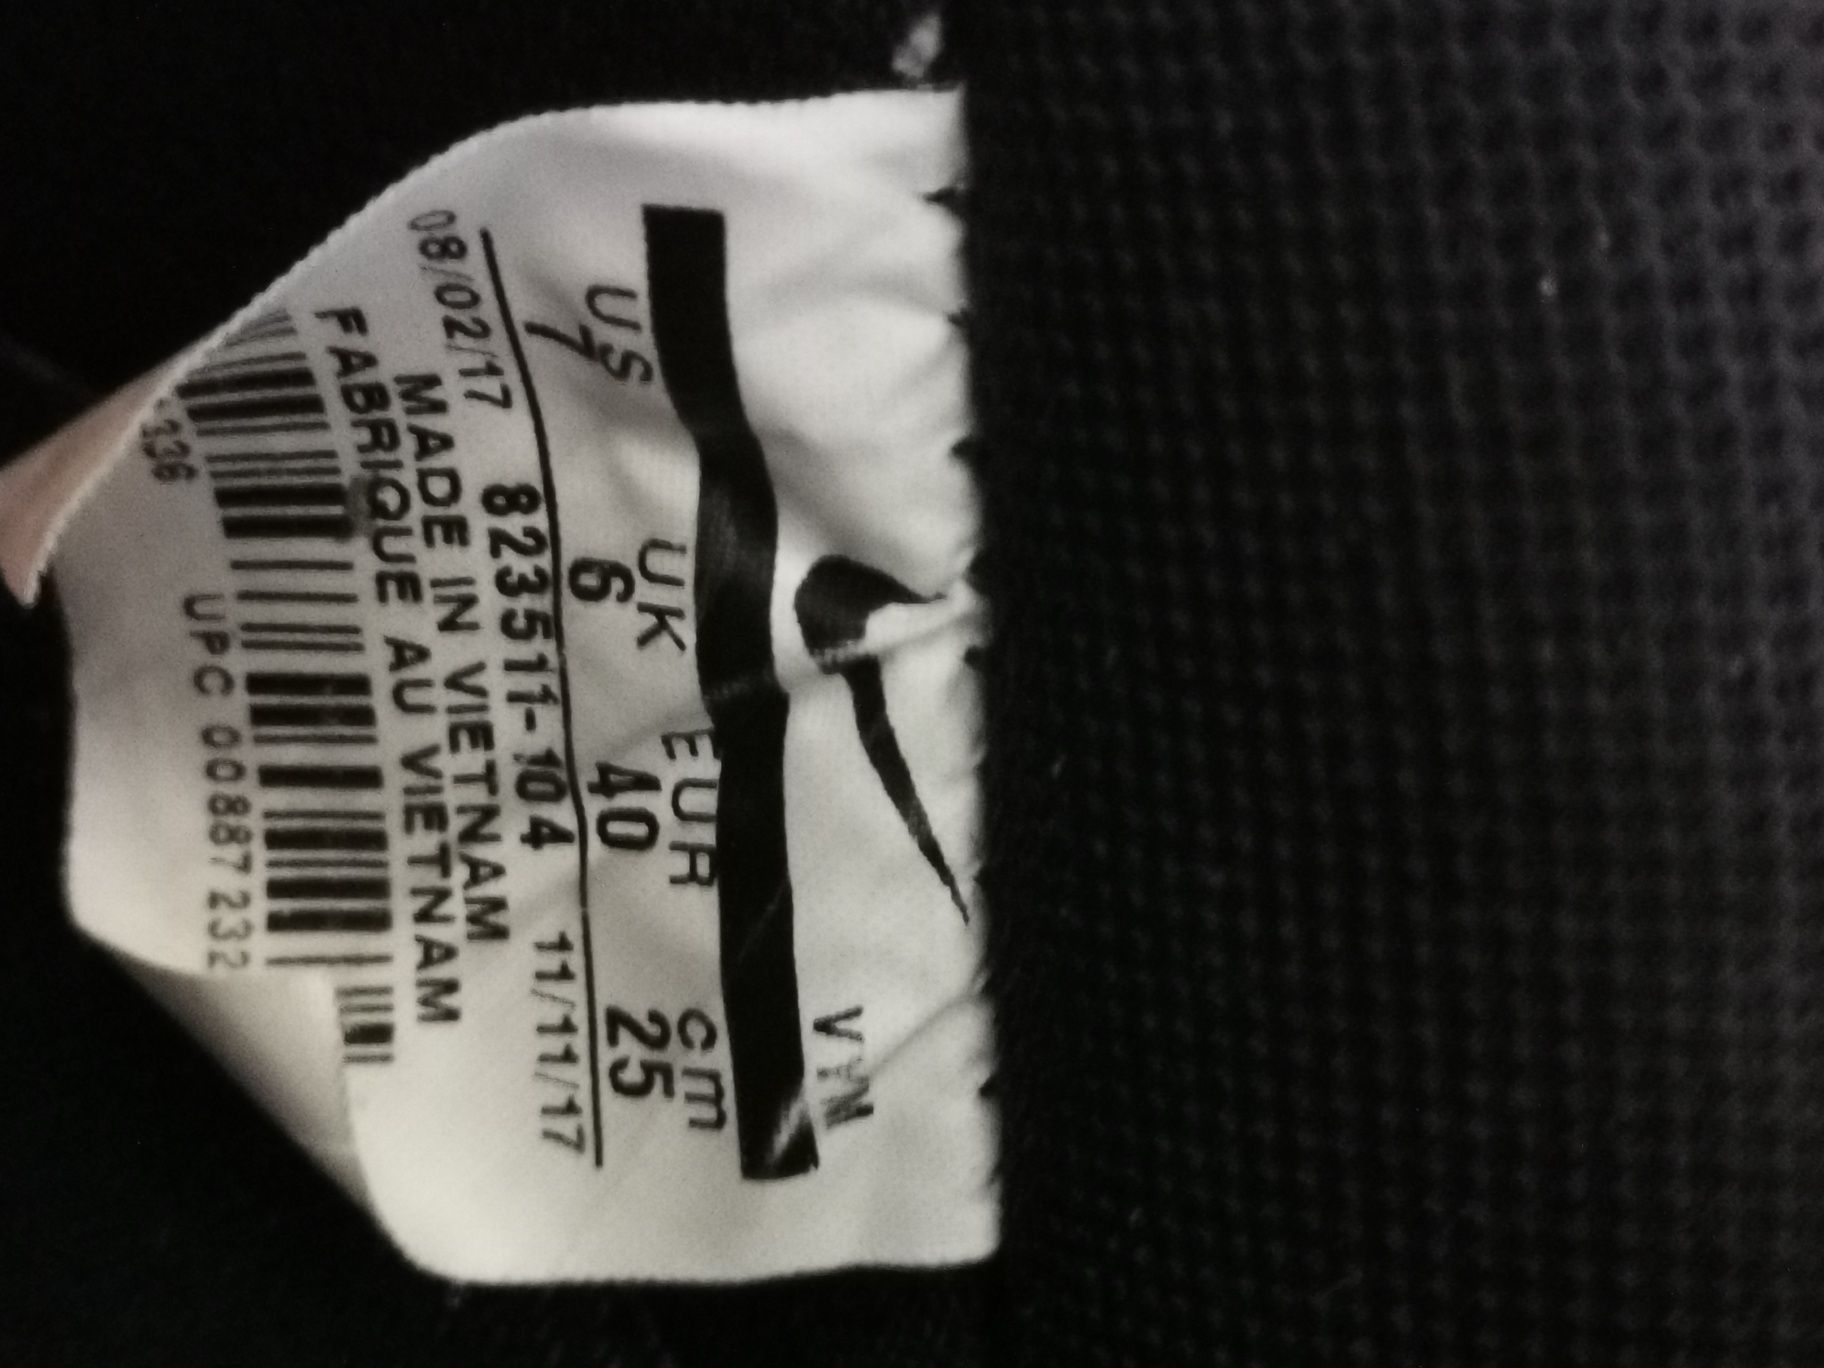 VYN
US UK EUR cm
7 6 40 25
08/02/17 823511-104 11/11/17
MADE IN VIETNAM
FABRIQUE AU VIETNAM
UPC 00887232